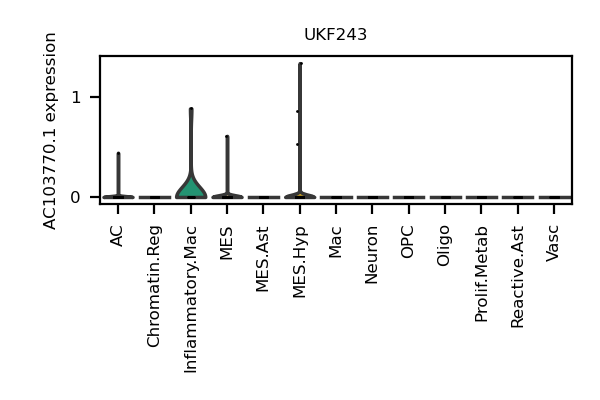 UKF243
AC103770.1 expression
1
0
AC
Chromatin.Reg
Inflammatory.Mac
MES
MES.Ast
MES.Hyp
Mac
Neuron
OPC
Oligo
Prolif.Metab
Reactive.Ast
Vasc